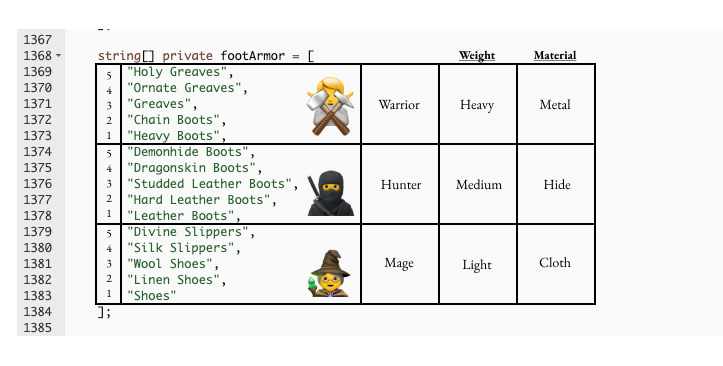 1367
1368 string[] private footArmor = [ Weight Material
1369 5 "Holy Greaves",
1370 4 "Ornate Greaves",
1371 3 "Greaves", Warrior Heavy Metal
1372 2 "Chain Boots",
1373 1 "Heavy Boots",
1374 5 "Demonhide Boots",
1375 4 "Dragonskin Boots",
1376 3 "Studded Leather Boots", Hunter Medium Hide
1377 2 "Hard Leather Boots",
1378 1 "Leather Boots",
1379 5 "Divine Slippers",
1380 4 "Silk Slippers",
1381 3 "Wool Shoes", Mage Light Cloth
1382 2 "Linen Shoes",
1383 1 "Shoes"
1384 ];
1385